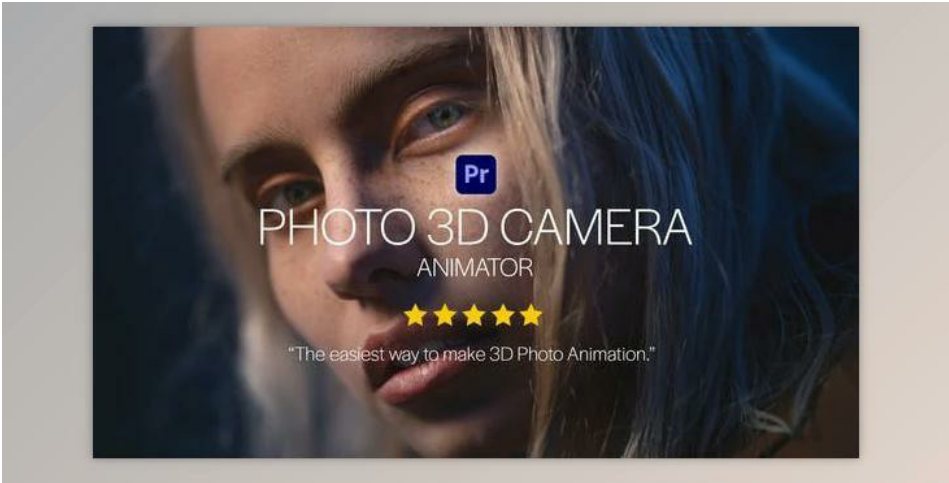 Pr
PHOTO 3D CAMERA
ANIMATOR
“The easiest way to make 3D Photo Animation.”